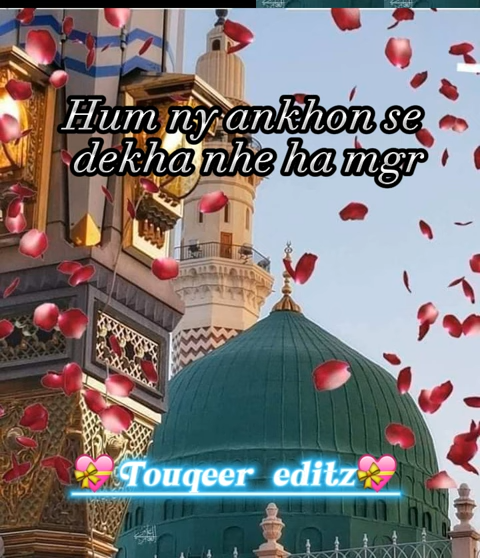 Hum ny ankhon se
dekha nhe ha mgr
💝Touqeer editz💝